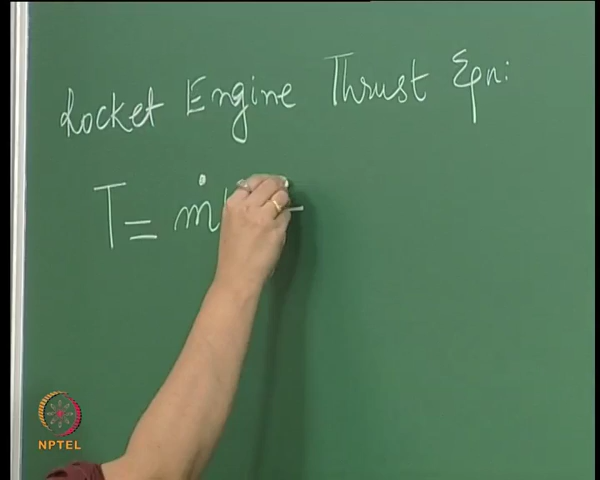 Rocket Engine Thrust Eqn:
T = ṁ
NPTEL